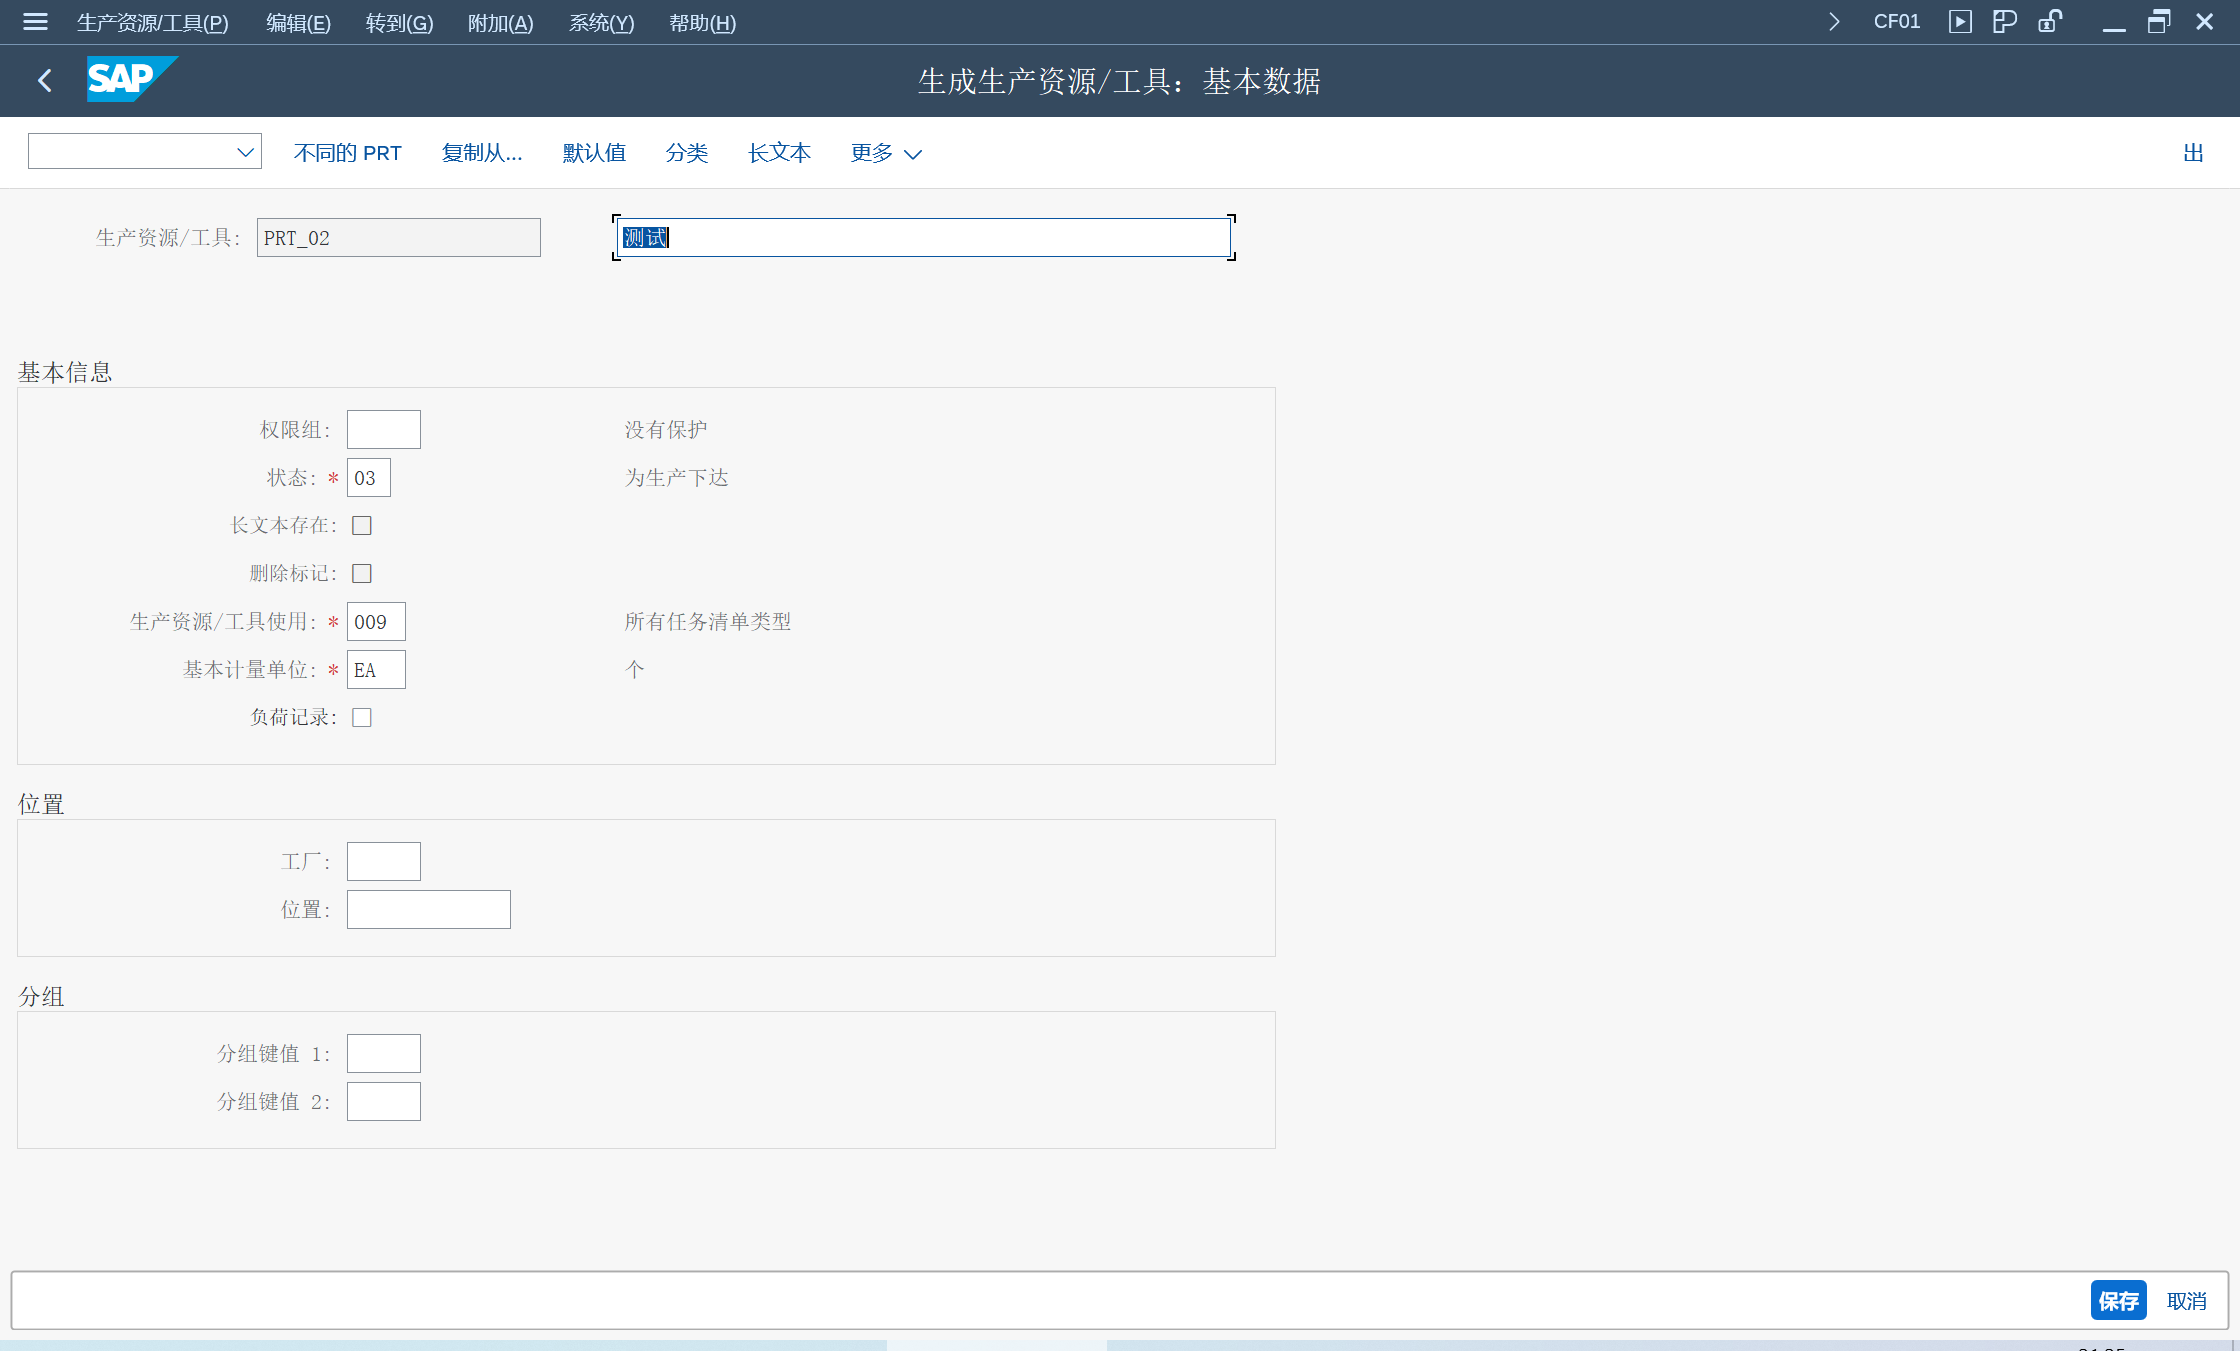 生产资源/工具(P) 编辑(E) 转到(G) 附加(A) 系统(Y) 帮助(H) CF01
SAP 生成生产资源/工具：基本数据
不同的 PRT 复制从... 默认值 分类 长文本 更多 出
生产资源/工具: PRT_02 测试
基本信息
权限组: 没有保护
状态: * 03 为生产下达
长文本存在:
删除标记:
生产资源/工具使用: * 009 所有任务清单类型
基本计量单位: * EA 个
负荷记录:
位置
工厂:
位置:
分组
分组键值 1:
分组键值 2:
保存 取消